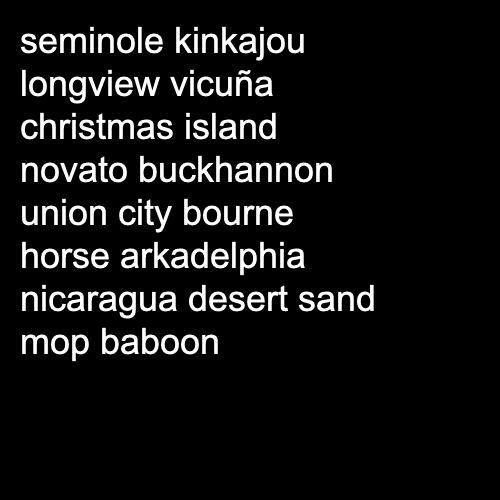 seminole kinkajou
longview vicuña
christmas island
novato buckhannon
union city bourne
horse arkadelphia
nicaragua desert sand
mop baboon